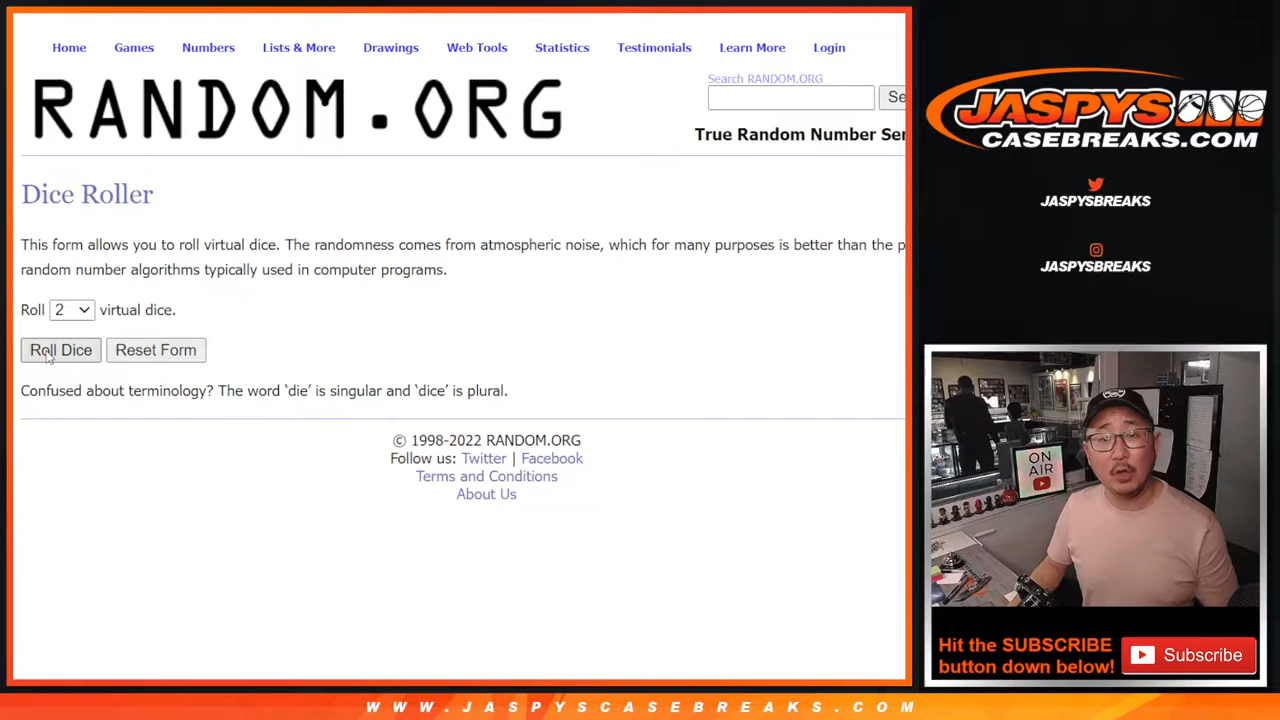 Home Games Numbers Lists & More Drawings Web Tools Statistics Testimonials Learn More Login
RANDOM.ORG
Search RANDOM.ORG
Se
True Random Number Ser
Dice Roller
This form allows you to roll virtual dice. The randomness comes from atmospheric noise, which for many purposes is better than the p
random number algorithms typically used in computer programs.
Roll 2 virtual dice.
Roll Dice Reset Form
Confused about terminology? The word ‘die’ is singular and ‘dice’ is plural.
© 1998-2022 RANDOM.ORG
Follow us: Twitter | Facebook
Terms and Conditions
About Us
JASPYS
CASEBREAKS.COM
JASPYSBREAKS
JASPYSBREAKS
ON
AIR
Hit the SUBSCRIBE
button down below!
Subscribe
WWW.JASPYSCASEBREAKS.COM